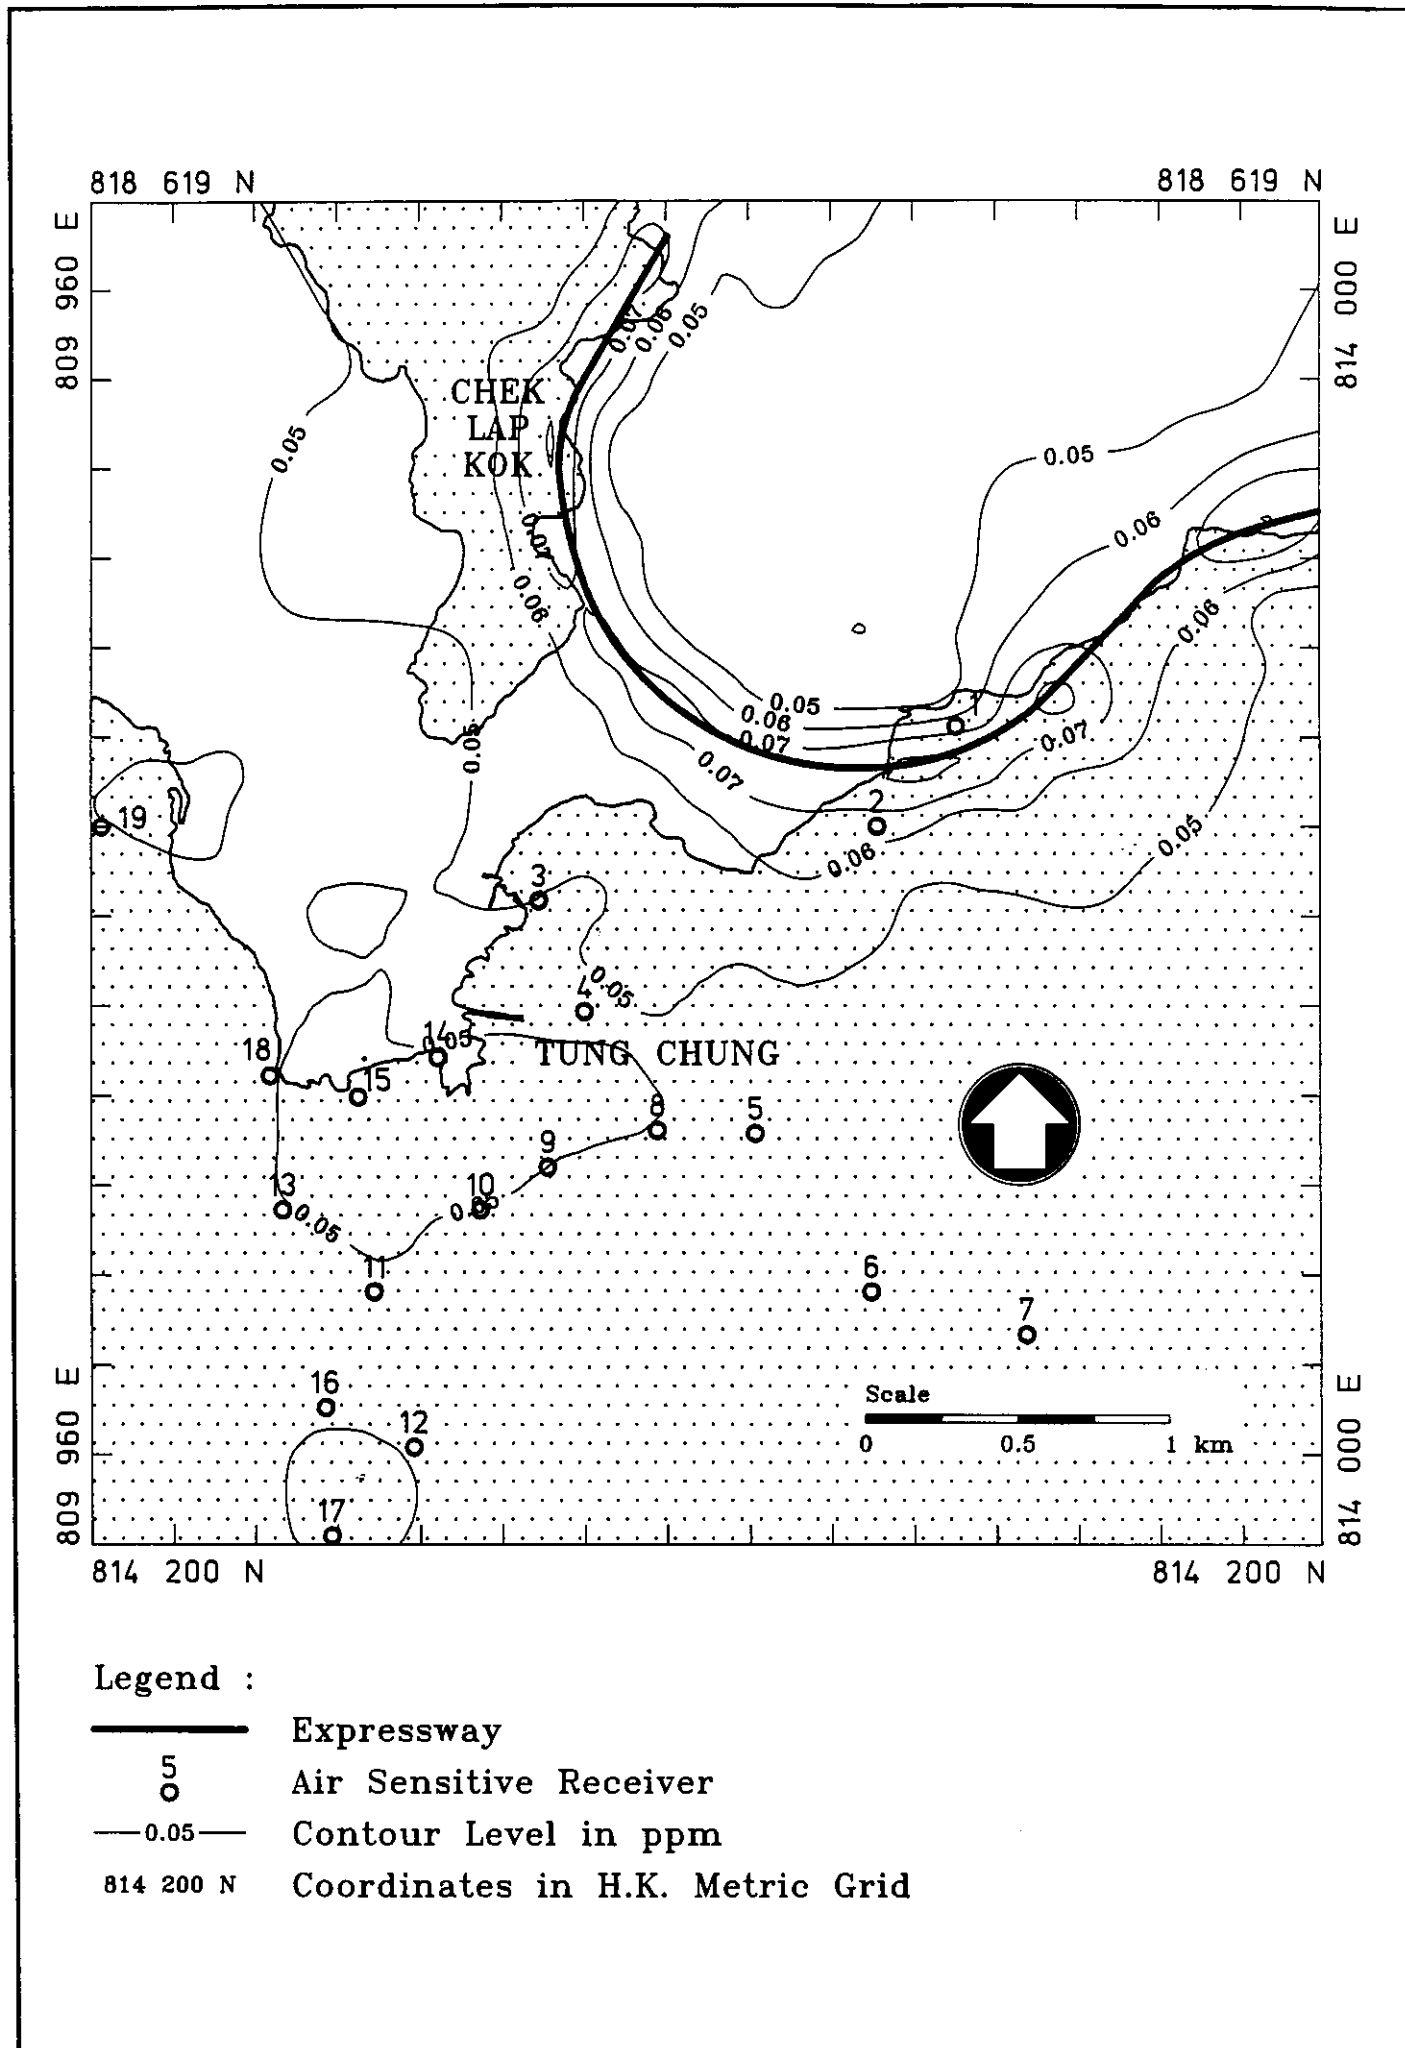 818 619 N
818 619 N
809 960 E
814 000 E
0.07
0.06
0.05
CHEK
LAP
KOK
0.05
0.05
0.06
0.07
0.06
0.06
0.05
0.05
0.06
0.07
1
0.07
0.07
2
19
0.06
0.05
3
4
0.05
14
0.05
TUNG CHUNG
18
15
8
5
9
13
10
0.05
0.05
11
6
7
16
12
17
Scale
0 0.5 1 km
809 960 E
814 000 E
814 200 N
814 200 N
Legend :
Expressway
5
Air Sensitive Receiver
0.05
Contour Level in ppm
814 200 N
Coordinates in H.K. Metric Grid